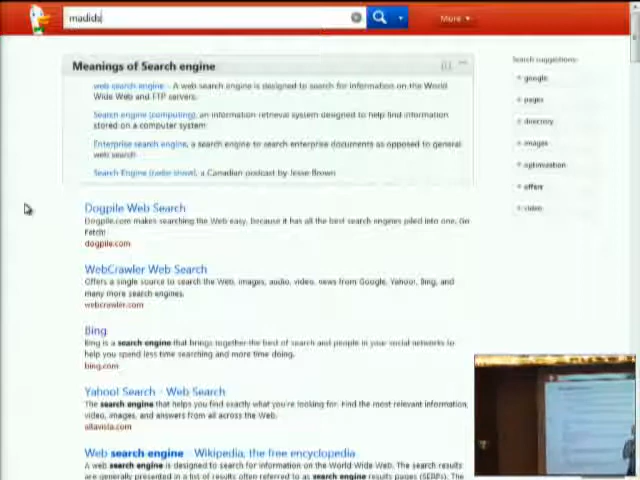 madids
More
Meanings of Search engine
web search engine - A web search engine is designed to search for information on the World
Wide Web and FTP servers.
Search engine (computing), an information retrieval system designed to help find information
stored on a computer system
Enterprise search engine, a search engine to search enterprise documents as opposed to general
web search
Search Engine (radio show), a Canadian podcast by Jesse Brown
Search suggestions:
google
pages
directory
images
optimization
offers
video
Dogpile Web Search
Dogpile.com makes searching the Web easy, because it has all the best search engines piled into one. Go
Fetch!
dogpile.com
WebCrawler Web Search
Offers a single source to search the Web, images, audio, video, news from Google, Yahoo!, Bing, and
many more search engines.
webcrawler.com
Bing
Bing is a search engine that brings together the best of search and people in your social networks to
help you spend less time searching and more time doing.
bing.com
Yahoo! Search - Web Search
The search engine that helps you find exactly what you're looking for. Find the most relevant information,
video, images, and answers from all across the Web.
altavista.com
Web search engine - Wikipedia, the free encyclopedia
A web search engine is designed to search for information on the World Wide Web. The search results
are generally presented in a list of results often referred to as search engine results pages (SERPs). The